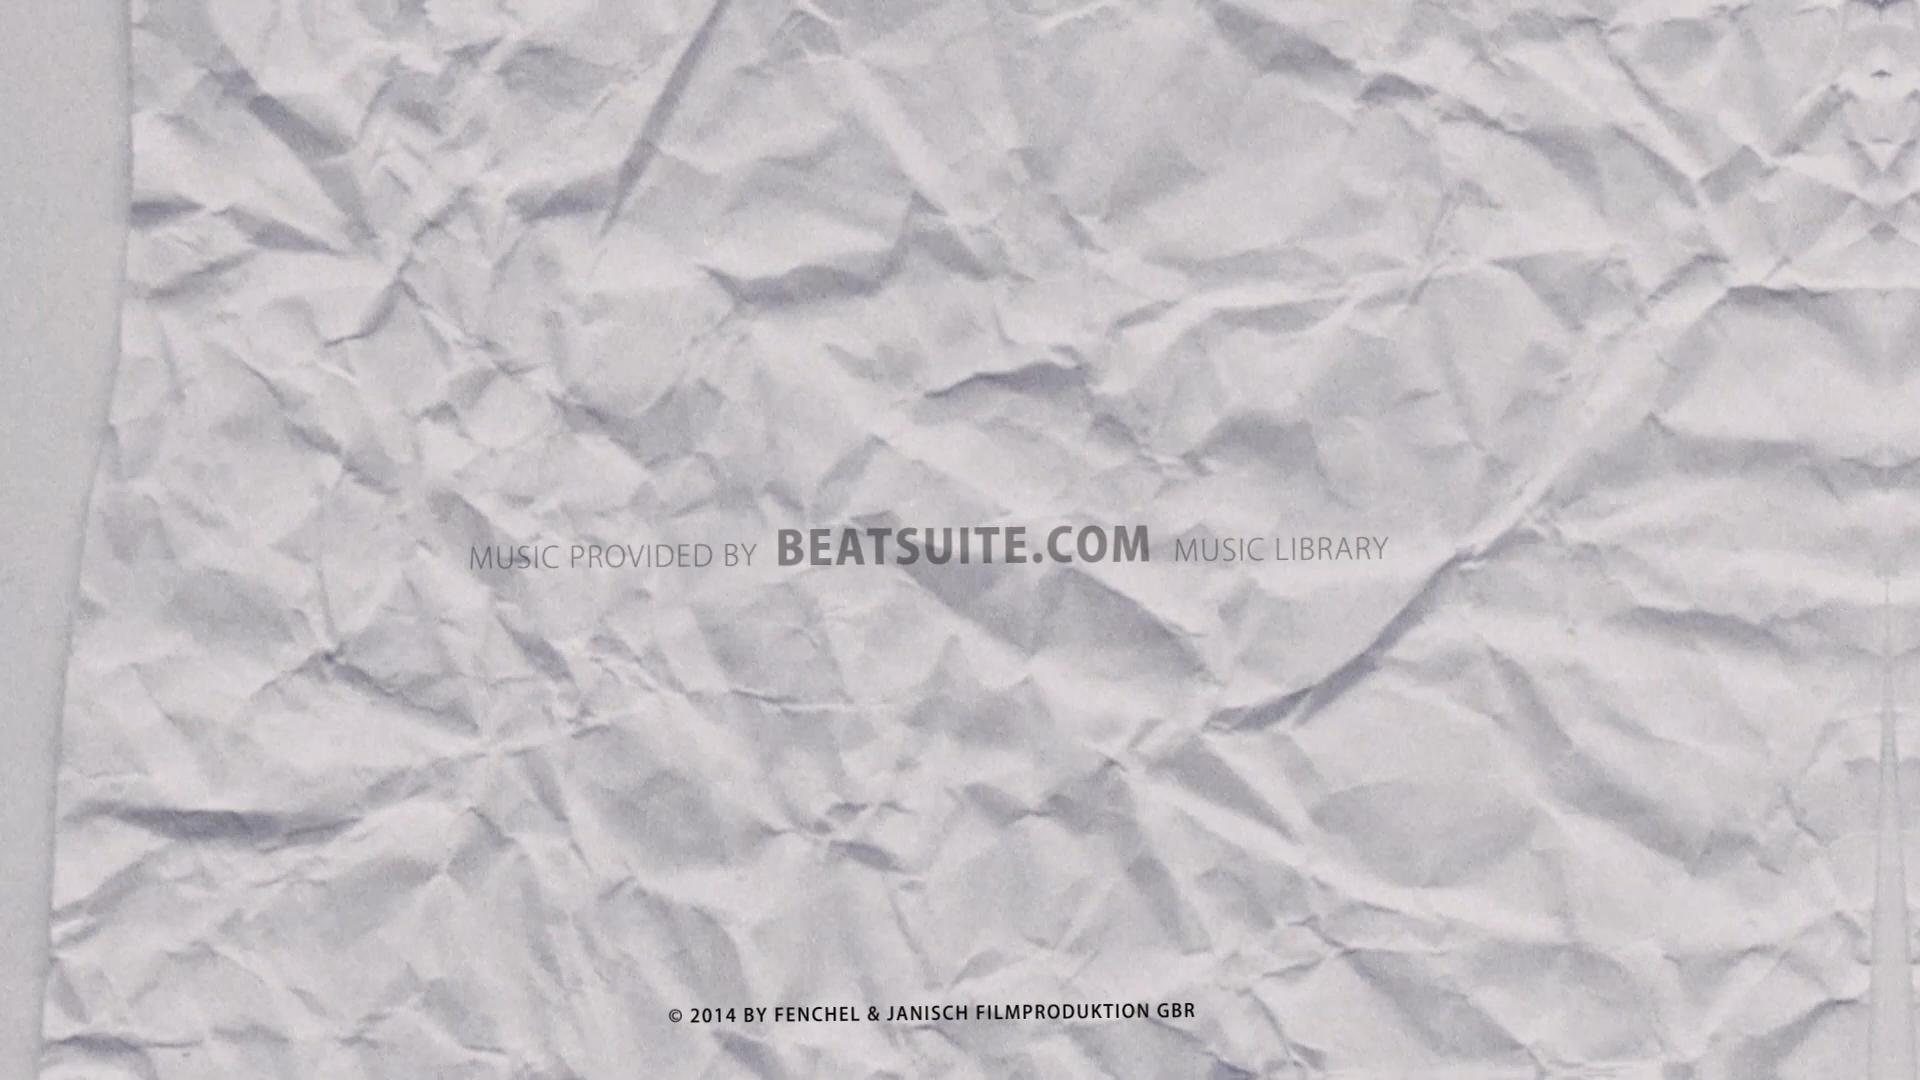 MUSIC PROVIDED BY BEATSUITE.COM MUSIC LIBRARY
© 2014 BY FENCHEL & JANISCH FILMPRODUKTION GBR